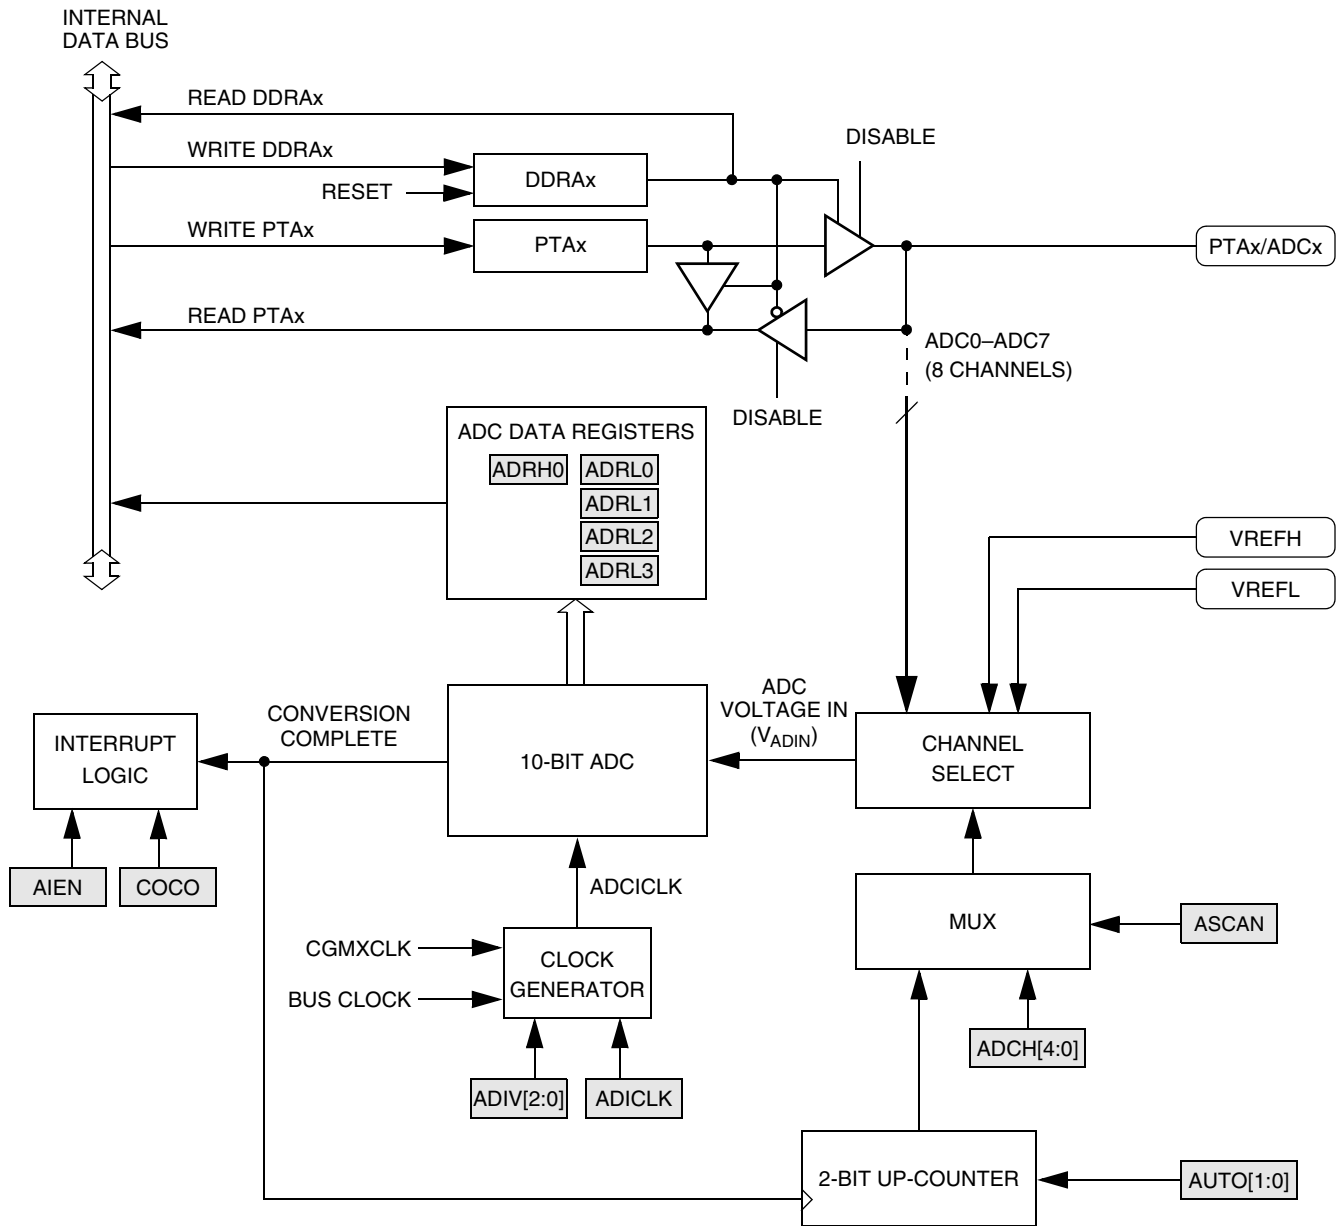 INTERNAL
DATA BUS
READ DDRAx
WRITE DDRAx
RESET
DDRAx
DISABLE
WRITE PTAx
PTAx
PTAx/ADCx
READ PTAx
ADC0–ADC7
(8 CHANNELS)
DISABLE
ADC DATA REGISTERS
ADRH0
ADRL0
ADRL1
ADRL2
ADRL3
VREFH
VREFL
INTERRUPT
LOGIC
CONVERSION
COMPLETE
10-BIT ADC
ADC
VOLTAGE IN
(VADIN)
CHANNEL
SELECT
AIEN
COCO
ADCICLK
MUX
ASCAN
CGMXCLK
BUS CLOCK
CLOCK
GENERATOR
ADCH[4:0]
ADIV[2:0]
ADICLK
2-BIT UP-COUNTER
AUTO[1:0]